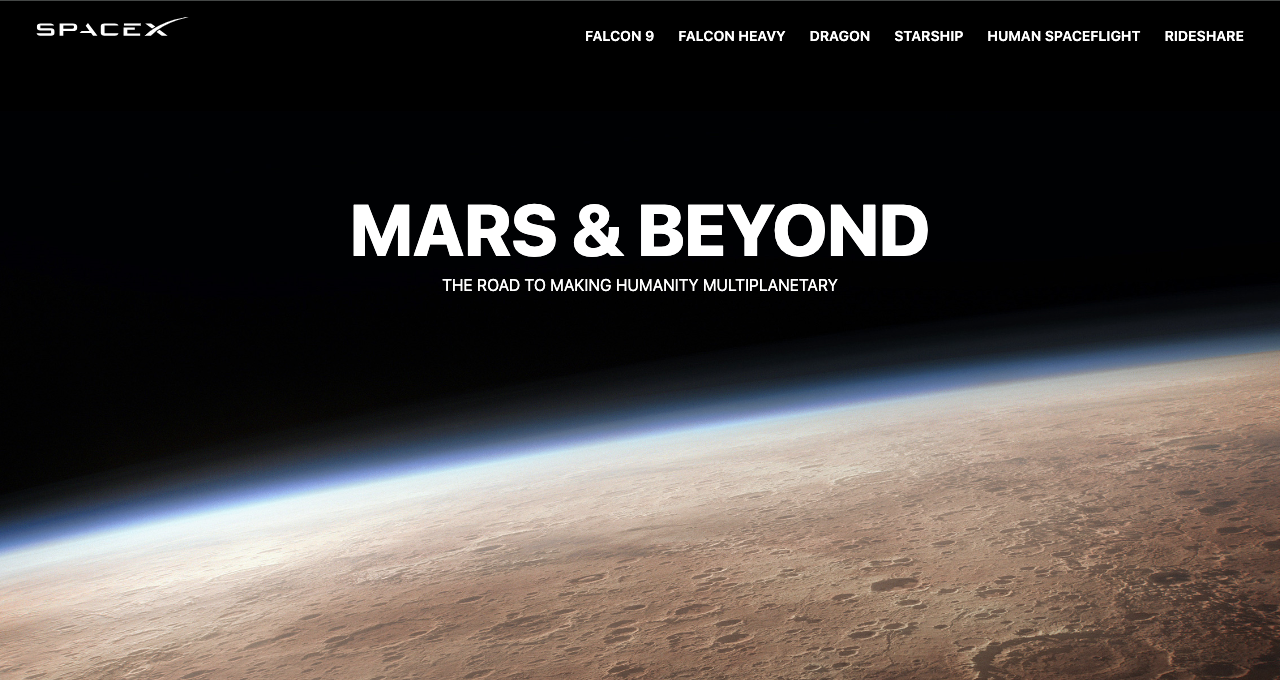 SPACEX
FALCON 9 FALCON HEAVY DRAGON STARSHIP HUMAN SPACEFLIGHT RIDESHARE
MARS & BEYOND
THE ROAD TO MAKING HUMANITY MULTIPLANETARY